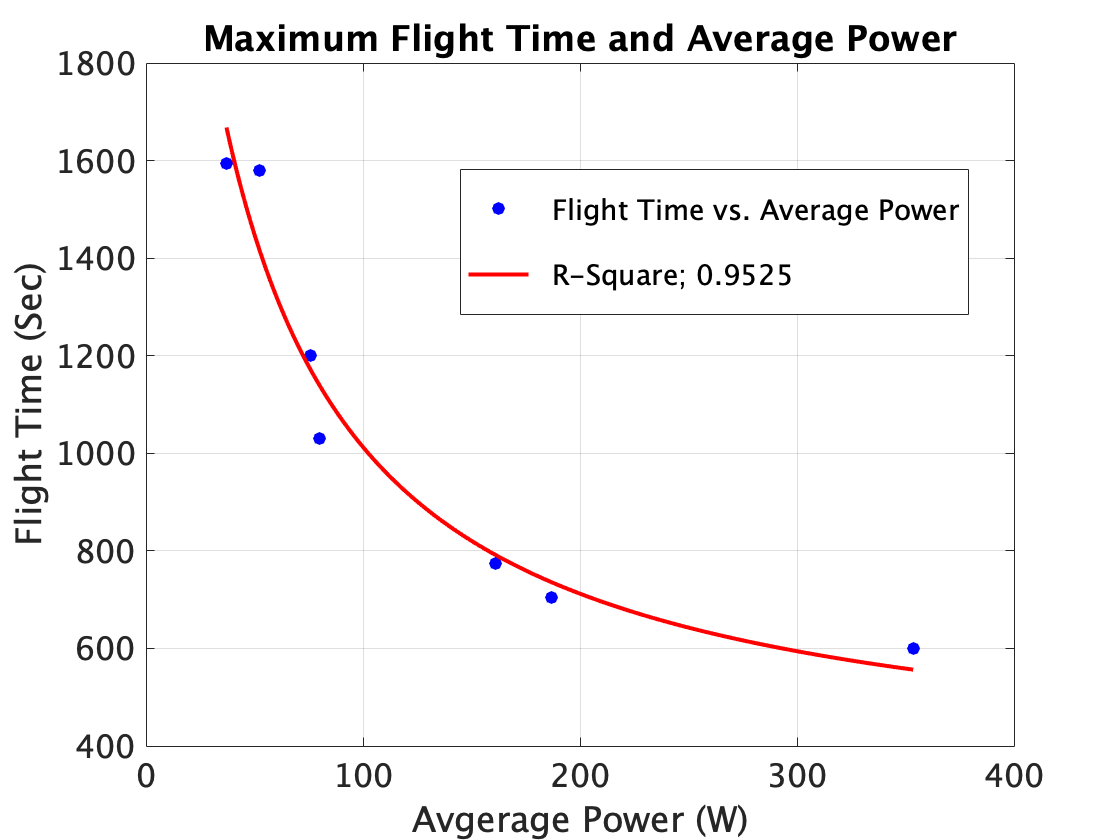 Maximum Flight Time and Average Power
1800
1600
1400
1200
1000
800
600
400
Flight Time (Sec)
Flight Time vs. Average Power
R-Square; 0.9525
0 100 200 300 400
Avgerage Power (W)